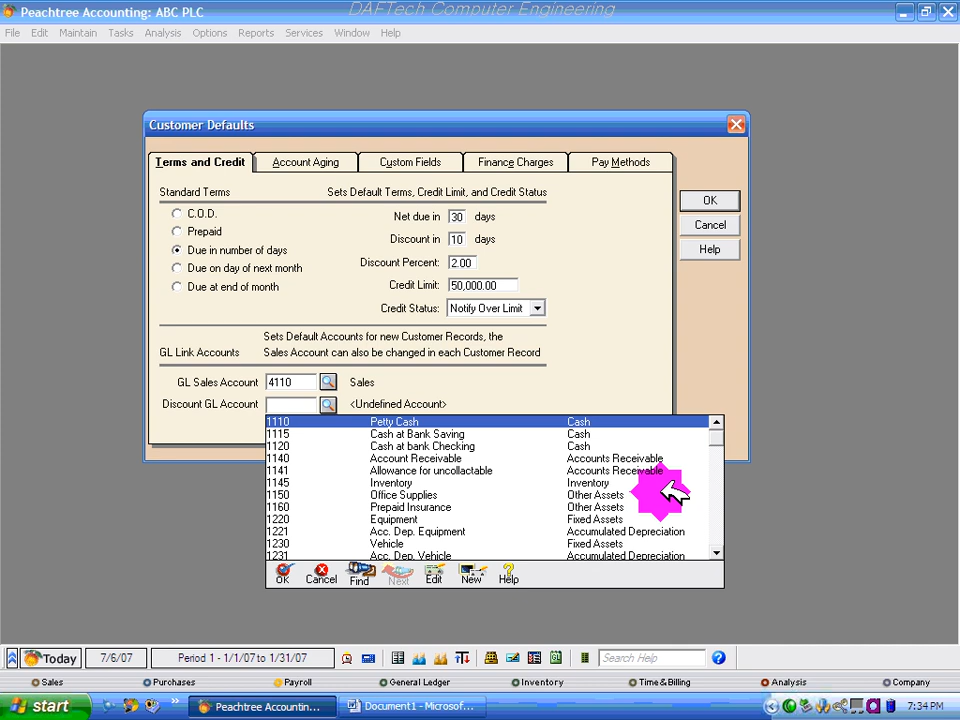 Peachtree Accounting: ABC PLC
DAFTech Computer Engineering
File Edit Maintain Tasks Analysis Options Reports Services Window Help
Customer Defaults
Terms and Credit Account Aging Custom Fields Finance Charges Pay Methods
Standard Terms Sets Default Terms, Credit Limit, and Credit Status
OK
C.O.D. Net due in 30 days
Cancel
Prepaid Discount in 10 days
Help
Due in number of days Discount Percent: 2.00
Due on day of next month Credit Limit: 50,000.00
Due at end of month Credit Status: Notify Over Limit
Sets Default Accounts for new Customer Records, the
GL Link Accounts Sales Account can also be changed in each Customer Record
GL Sales Account 4110 Sales
Discount GL Account <Undefined Account>
1110 Petty Cash Cash
1115 Cash at Bank Saving Cash
1120 Cash at bank Checking Cash
1140 Account Receivable Accounts Receivable
1141 Allowance for uncollactable Accounts Receivable
1145 Inventory Inventory
1150 Office Supplies Other Assets
1160 Prepaid Insurance Other Assets
1220 Equipment Fixed Assets
1221 Acc. Dep. Equipment Accumulated Depreciation
1230 Vehicle Fixed Assets
1231 Acc. Dep. Vehicle Accumulated Depreciation
OK Cancel Find Next Edit New Help
Today 7/6/07 Period 1 - 1/1/07 to 1/31/07 Search Help
Sales Purchases Payroll General Ledger Inventory Time & Billing Analysis Company
start Peachtree Accountin... Document1 - Microsof... 7:34 PM